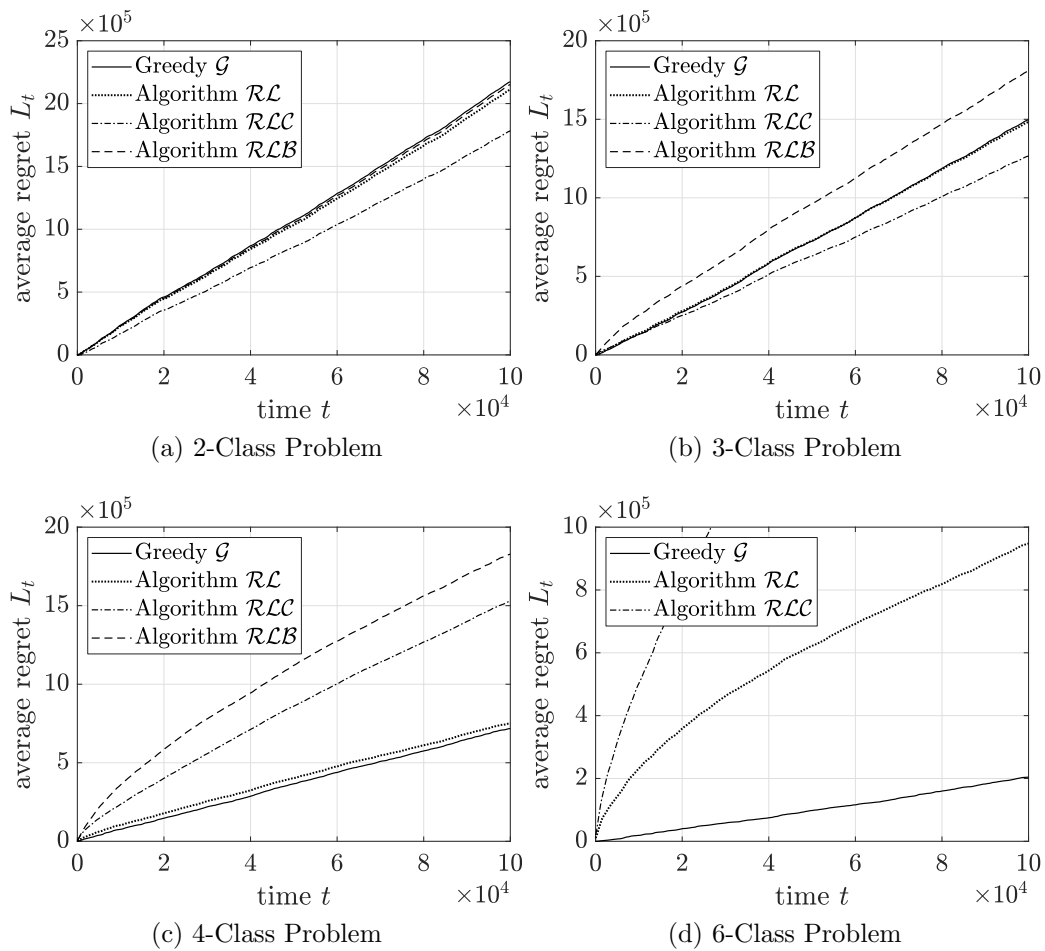 ×10^5
25
20
15
10
5
0
average regret L_t
Greedy 𝒢
Algorithm ℛℒ
Algorithm ℛℒ𝒞
Algorithm ℛℒℬ
0 2 4 6 8 10
time t ×10^4
(a) 2-Class Problem
×10^5
20
15
10
5
0
average regret L_t
Greedy 𝒢
Algorithm ℛℒ
Algorithm ℛℒ𝒞
Algorithm ℛℒℬ
0 2 4 6 8 10
time t ×10^4
(b) 3-Class Problem
×10^5
20
15
10
5
0
average regret L_t
Greedy 𝒢
Algorithm ℛℒ
Algorithm ℛℒ𝒞
Algorithm ℛℒℬ
0 2 4 6 8 10
time t ×10^4
(c) 4-Class Problem
×10^5
10
8
6
4
2
0
average regret L_t
Greedy 𝒢
Algorithm ℛℒ
Algorithm ℛℒ𝒞
0 2 4 6 8 10
time t ×10^4
(d) 6-Class Problem